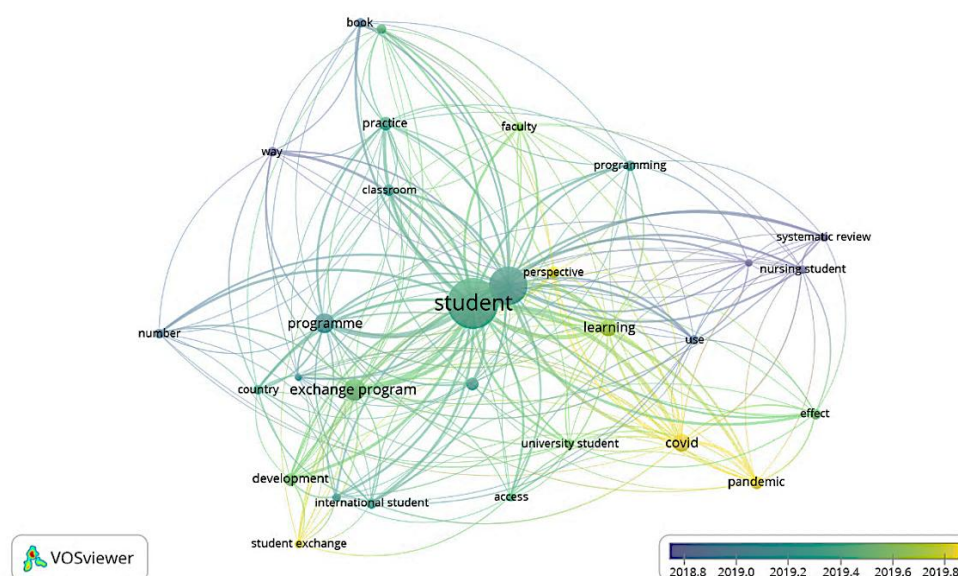 book
practice
faculty
way
programming
classroom
systematic review
perspective
nursing student
student
programme
learning
number
use
country
exchange program
effect
university student
covid
development
pandemic
international student
access
student exchange
VOSviewer
2018.8 2019.0 2019.2 2019.4 2019.6 2019.8